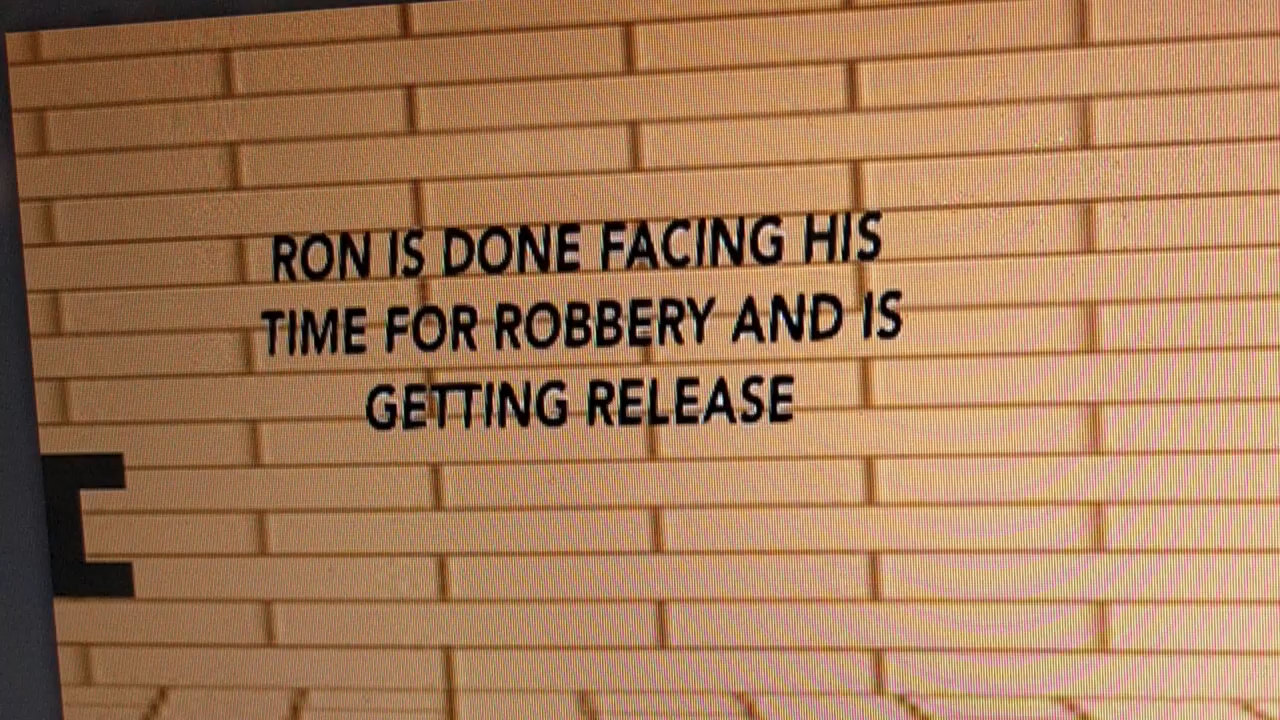 RON IS DONE FACING HIS
TIME FOR ROBBERY AND IS
GETTING RELEASE